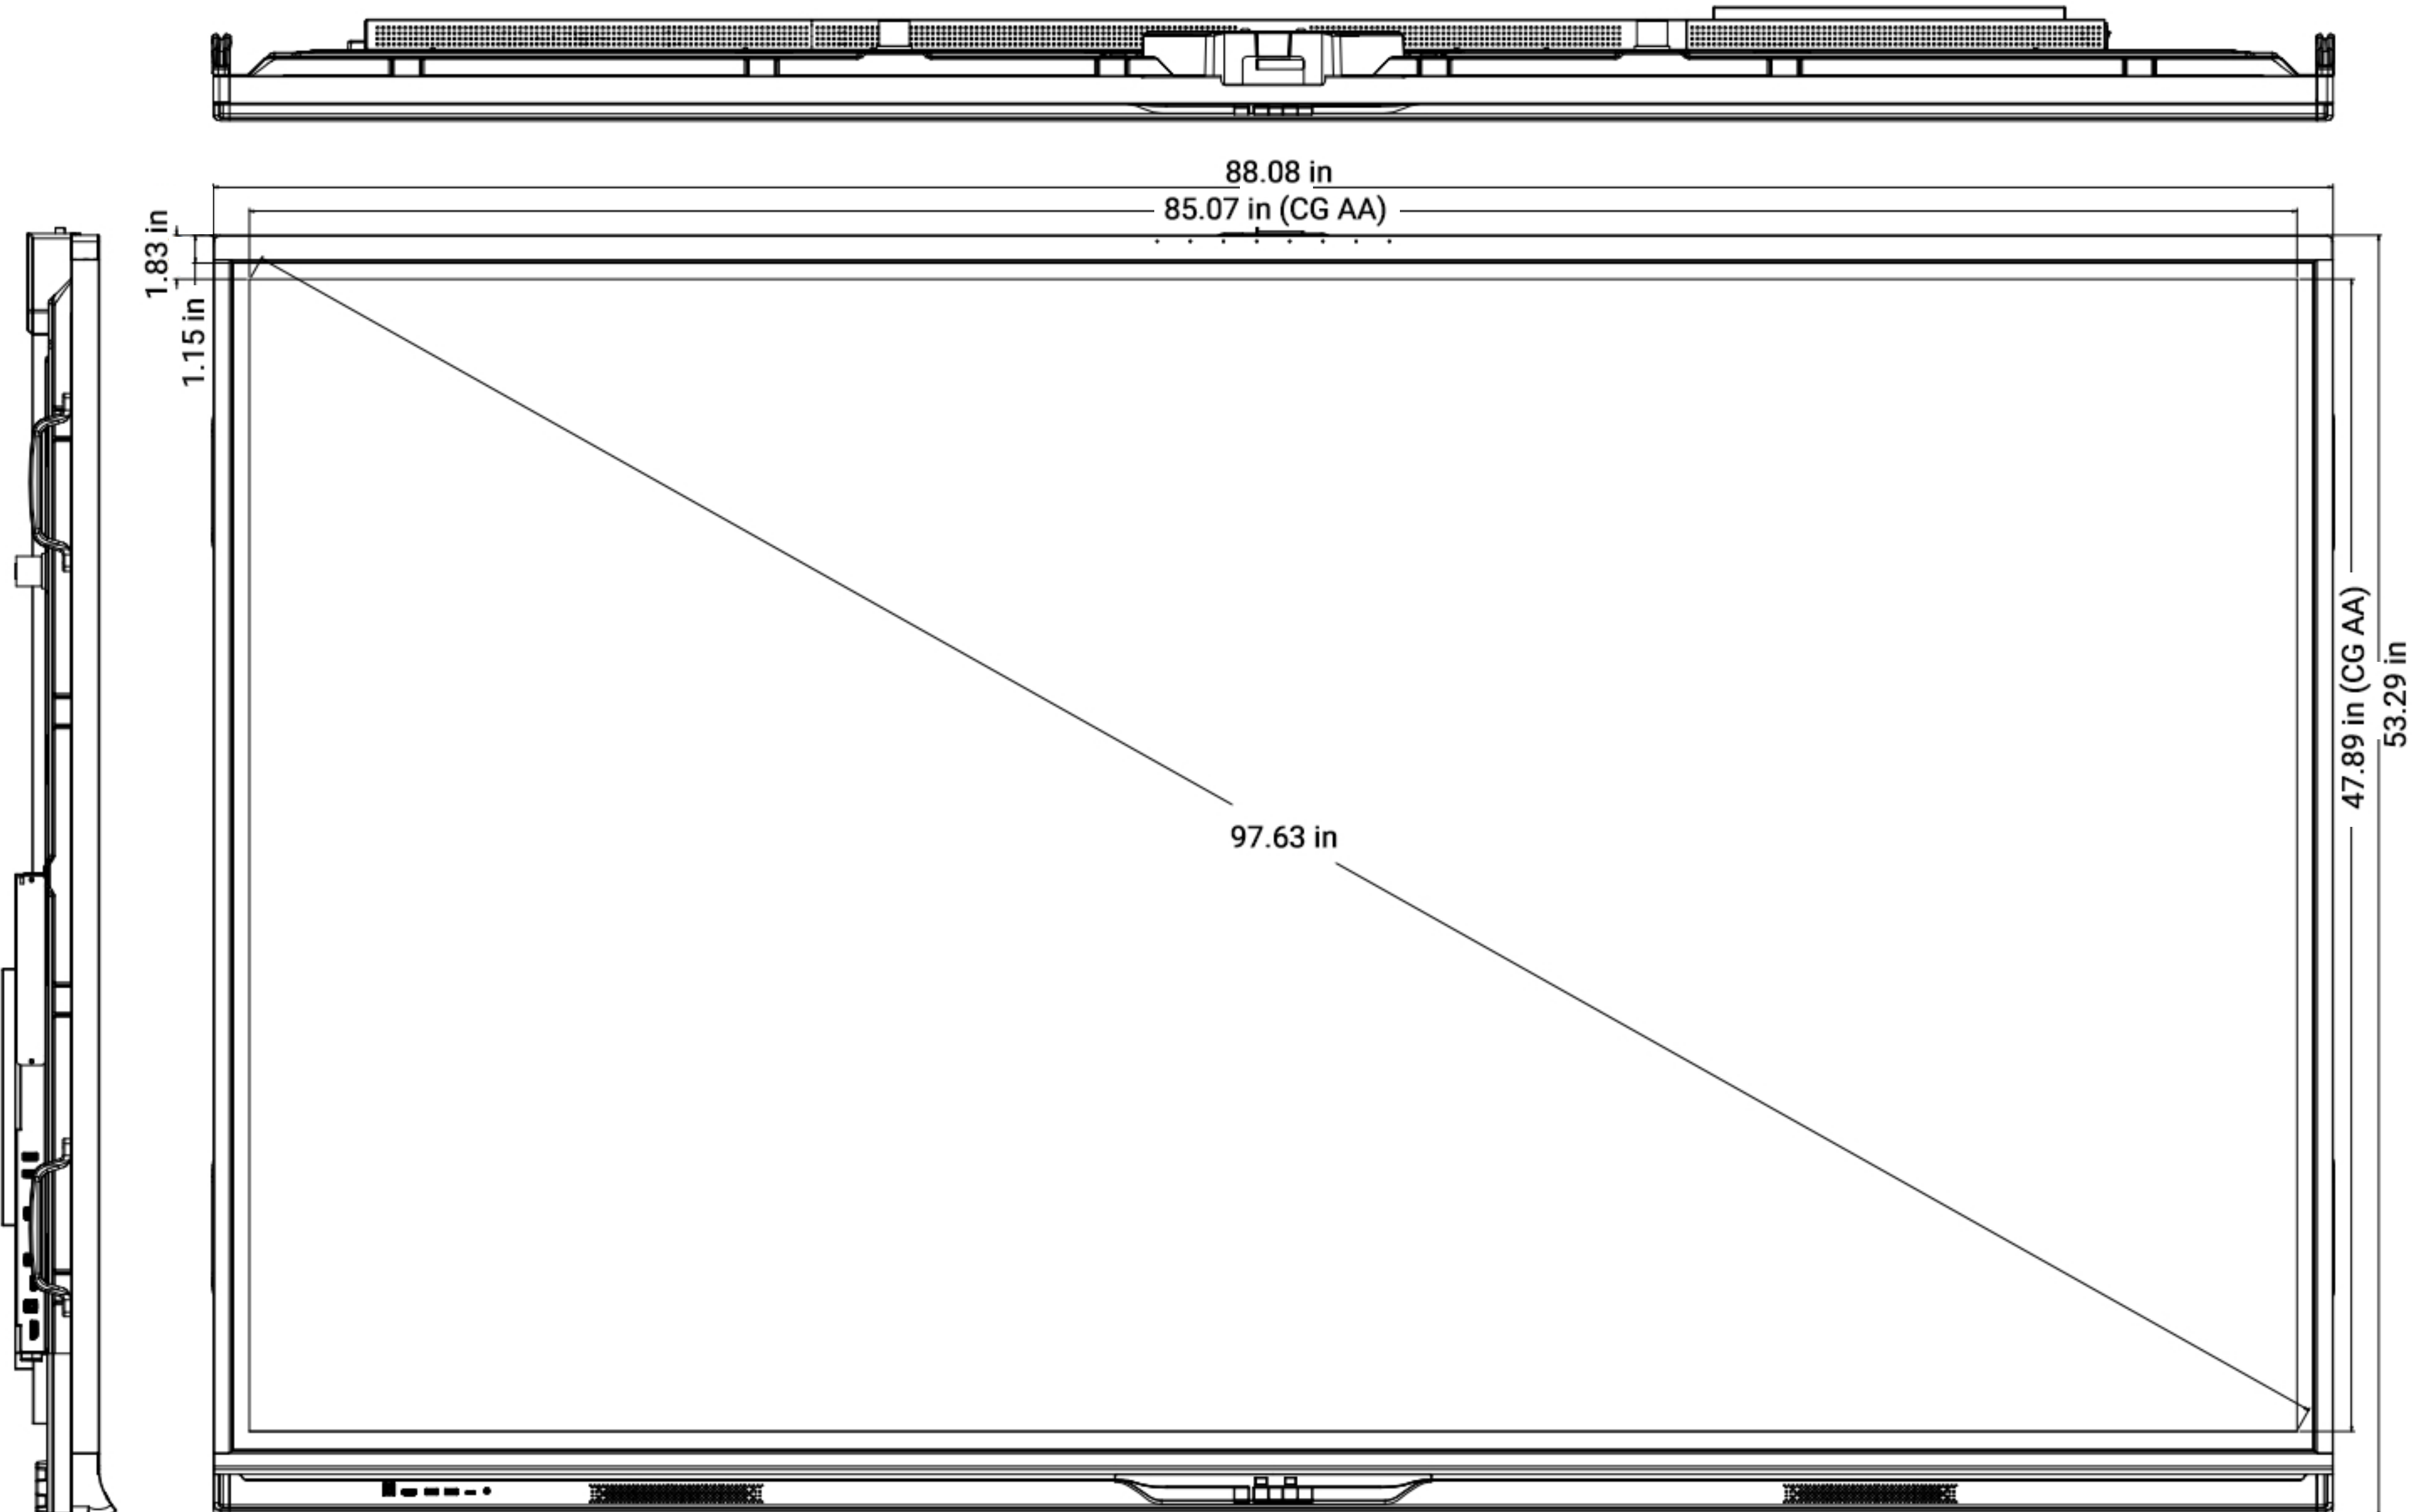 88.08 in
85.07 in (CG AA)
1.83 in
1.15 in
97.63 in
47.89 in (CG AA)
53.29 in